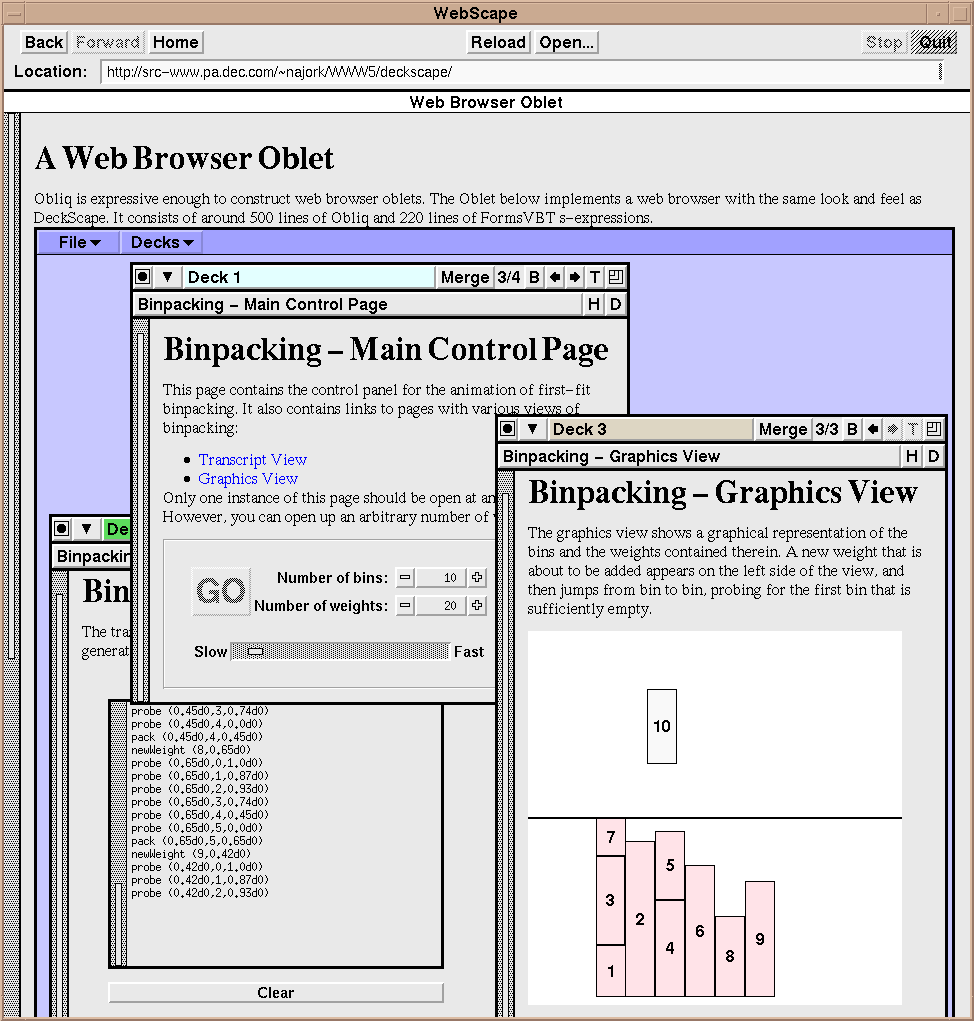 WebScape
Back Forward Home Reload Open... Stop Quit
Location: http://src-www.pa.dec.com/~najork/WWW5/deckscape/
Web Browser Oblet
A Web Browser Oblet
Obliq is expressive enough to construct web browser oblets. The Oblet below implements a web browser with the same look and feel as
DeckScape. It consists of around 500 lines of Obliq and 220 lines of FormsVBT s-expressions.
File Decks
Deck 1 Merge 3/4 B T
Binpacking - Main Control Page H D
Binpacking - Main Control Page
This page contains the control panel for the animation of first-fit
binpacking. It also contains links to pages with various views of
binpacking:
• Transcript View
• Graphics View
Only one instance of this page should be open at an
However, you can open up an arbitrary number of
GO
Number of bins: 10
Number of weights: 20
Slow Fast
Deck 3 Merge 3/3 B T
Binpacking - Graphics View H D
Binpacking - Graphics View
The graphics view shows a graphical representation of the
bins and the weights contained therein. A new weight that is
about to be added appears on the left side of the view, and
then jumps from bin to bin, probing for the first bin that is
sufficiently empty.
10
7
5
3
2
9
6
4
8
1
De
Binpackin
Bin
The tra
generat
probe (0.45d0,3,0.74d0)
probe (0.45d0,4,0.0d0)
pack (0.45d0,4,0.45d0)
newWeight (8,0.65d0)
probe (0.65d0,0,1.0d0)
probe (0.65d0,1,0.87d0)
probe (0.65d0,2,0.93d0)
probe (0.65d0,3,0.74d0)
probe (0.65d0,4,0.45d0)
probe (0.65d0,5,0.0d0)
pack (0.65d0,5,0.65d0)
newWeight (9,0.42d0)
probe (0.42d0,0,1.0d0)
probe (0.42d0,1,0.87d0)
probe (0.42d0,2,0.93d0)
Clear